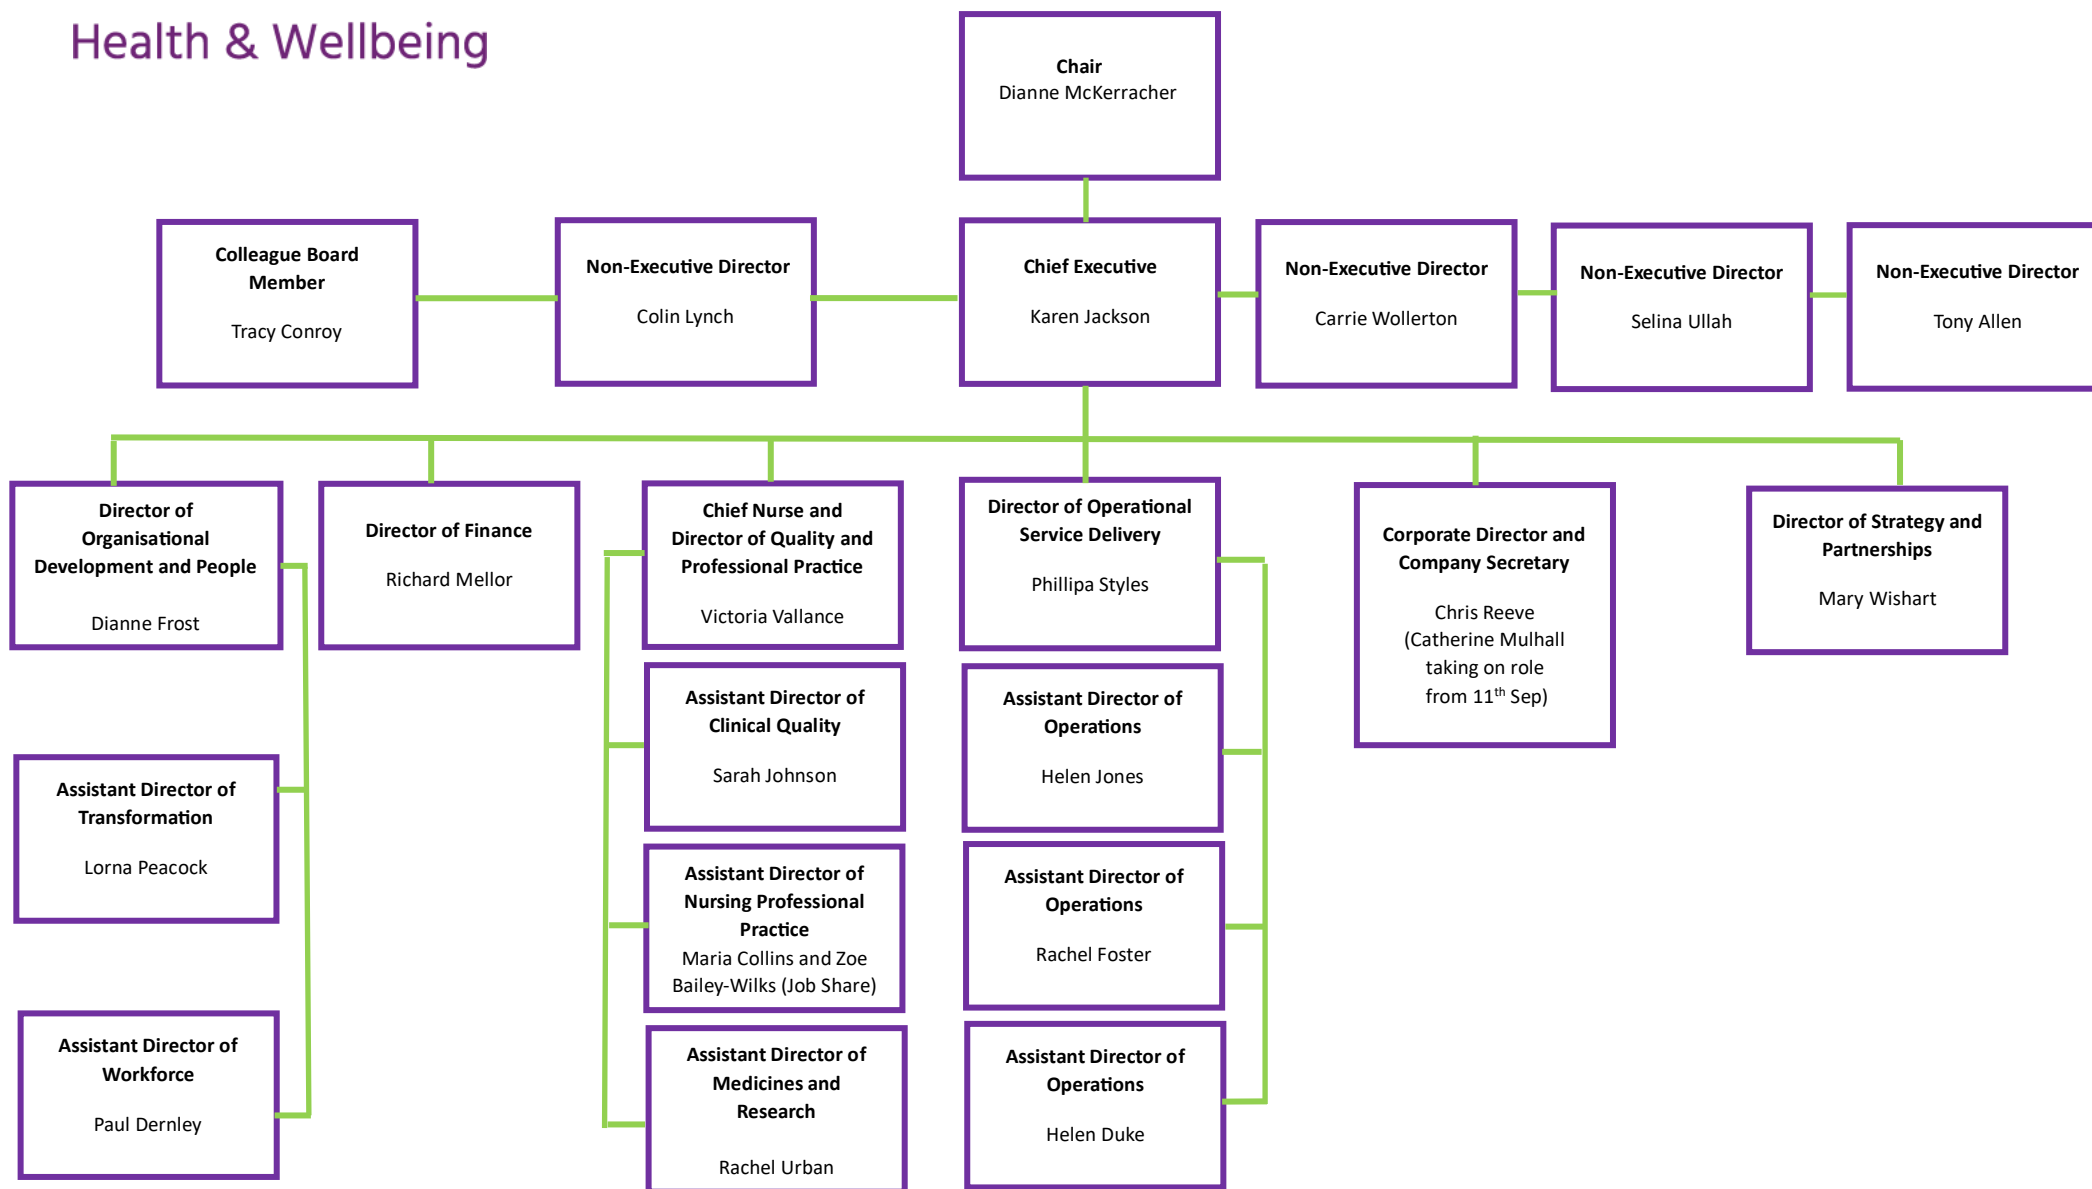 Health & Wellbeing
Chair
Dianne McKerracher
Colleague Board
Member
Tracy Conroy
Non-Executive Director
Colin Lynch
Chief Executive
Karen Jackson
Non-Executive Director
Carrie Wollerton
Non-Executive Director
Selina Ullah
Non-Executive Director
Tony Allen
Director of
Organisational
Development and People
Dianne Frost
Director of Finance
Richard Mellor
Chief Nurse and
Director of Quality and
Professional Practice
Victoria Vallance
Director of Operational
Service Delivery
Phillipa Styles
Corporate Director and
Company Secretary
Chris Reeve
(Catherine Mulhall
taking on role
from 11th Sep)
Director of Strategy and
Partnerships
Mary Wishart
Assistant Director of
Transformation
Lorna Peacock
Assistant Director of
Workforce
Paul Dernley
Assistant Director of
Clinical Quality
Sarah Johnson
Assistant Director of
Nursing Professional
Practice
Maria Collins and Zoe
Bailey-Wilks (Job Share)
Assistant Director of
Medicines and
Research
Rachel Urban
Assistant Director of
Operations
Helen Jones
Assistant Director of
Operations
Rachel Foster
Assistant Director of
Operations
Helen Duke